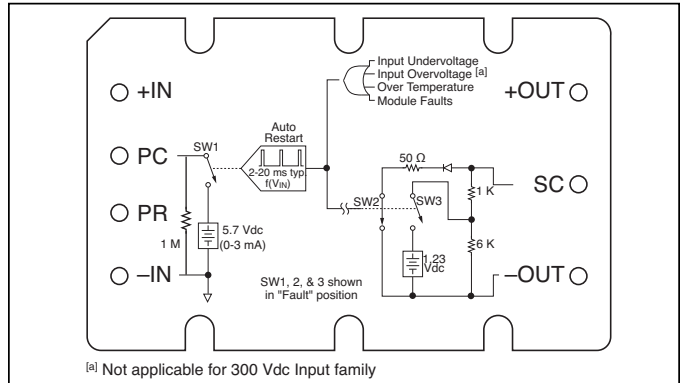 Input Undervoltage
Input Overvoltage [a]
Over Temperature
Module Faults
+IN
+OUT
Auto
Restart
2-20 ms typ.
f(VIN)
PC
SW1
50 Ω
SC
SW2
SW3
1 K
PR
5.7 Vdc
(0-3 mA)
1 M
1.23
Vdc
6 K
–IN
–OUT
SW1, 2, & 3 shown
in "Fault" position
[a] Not applicable for 300 Vdc Input family